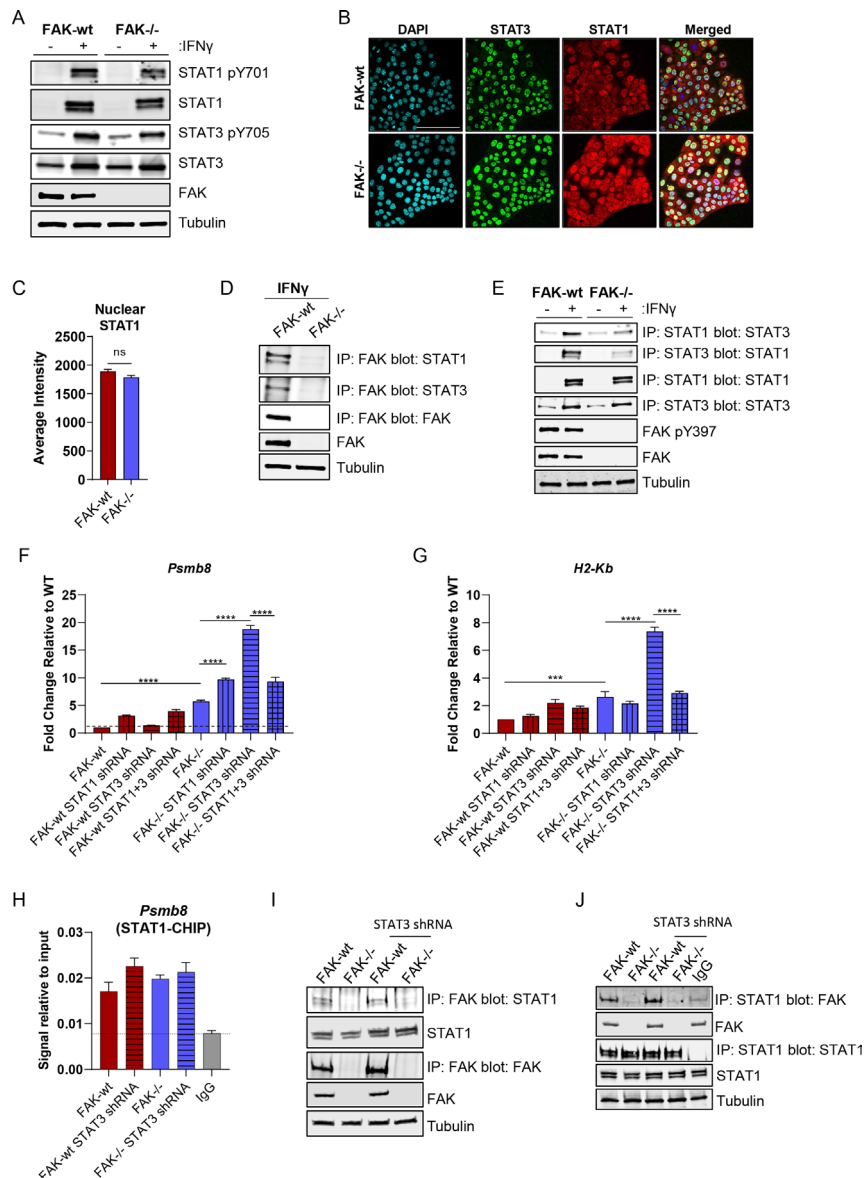 A
FAK-wt FAK-/-
- + - + :IFNγ
STAT1 pY701
STAT1
STAT3 pY705
STAT3
FAK
Tubulin
B
DAPI STAT3 STAT1 Merged
FAK-wt
FAK-/-
C
Nuclear
STAT1
Average Intensity
2500
2000
1500
1000
500
0
ns
FAK-wt
FAK-/-
D
IFNγ
FAK-wt
FAK-/-
IP: FAK blot: STAT1
IP: FAK blot: STAT3
IP: FAK blot: FAK
FAK
Tubulin
E
FAK-wt FAK-/-
- + - + :IFNγ
IP: STAT1 blot: STAT3
IP: STAT3 blot: STAT1
IP: STAT1 blot: STAT1
IP: STAT3 blot: STAT3
FAK pY397
FAK
Tubulin
F
Psmb8
Fold Change Relative to WT
25
20
15
10
5
0
****
****
****
****
FAK-wt
FAK-wt STAT1 shRNA
FAK-wt STAT3 shRNA
FAK-wt STAT1+3 shRNA
FAK-/-
FAK-/- STAT1 shRNA
FAK-/- STAT3 shRNA
FAK-/- STAT1+3 shRNA
G
H2-Kb
Fold Change Relative to WT
10
8
6
4
2
0
***
****
****
FAK-wt
FAK-wt STAT1 shRNA
FAK-wt STAT3 shRNA
FAK-wt STAT1+3 shRNA
FAK-/-
FAK-/- STAT1 shRNA
FAK-/- STAT3 shRNA
FAK-/- STAT1+3 shRNA
H
Psmb8
(STAT1-CHIP)
Signal relative to input
0.03
0.02
0.01
0.00
FAK-wt
FAK-wt STAT3 shRNA
FAK-/-
FAK-/- STAT3 shRNA
IgG
I
STAT3 shRNA
FAK-wt
FAK-/-
FAK-wt
FAK-/-
IP: FAK blot: STAT1
STAT1
IP: FAK blot: FAK
FAK
Tubulin
J
STAT3 shRNA
FAK-wt
FAK-/-
FAK-wt
FAK-/-
IgG
IP: STAT1 blot: FAK
FAK
IP: STAT1 blot: STAT1
STAT1
Tubulin